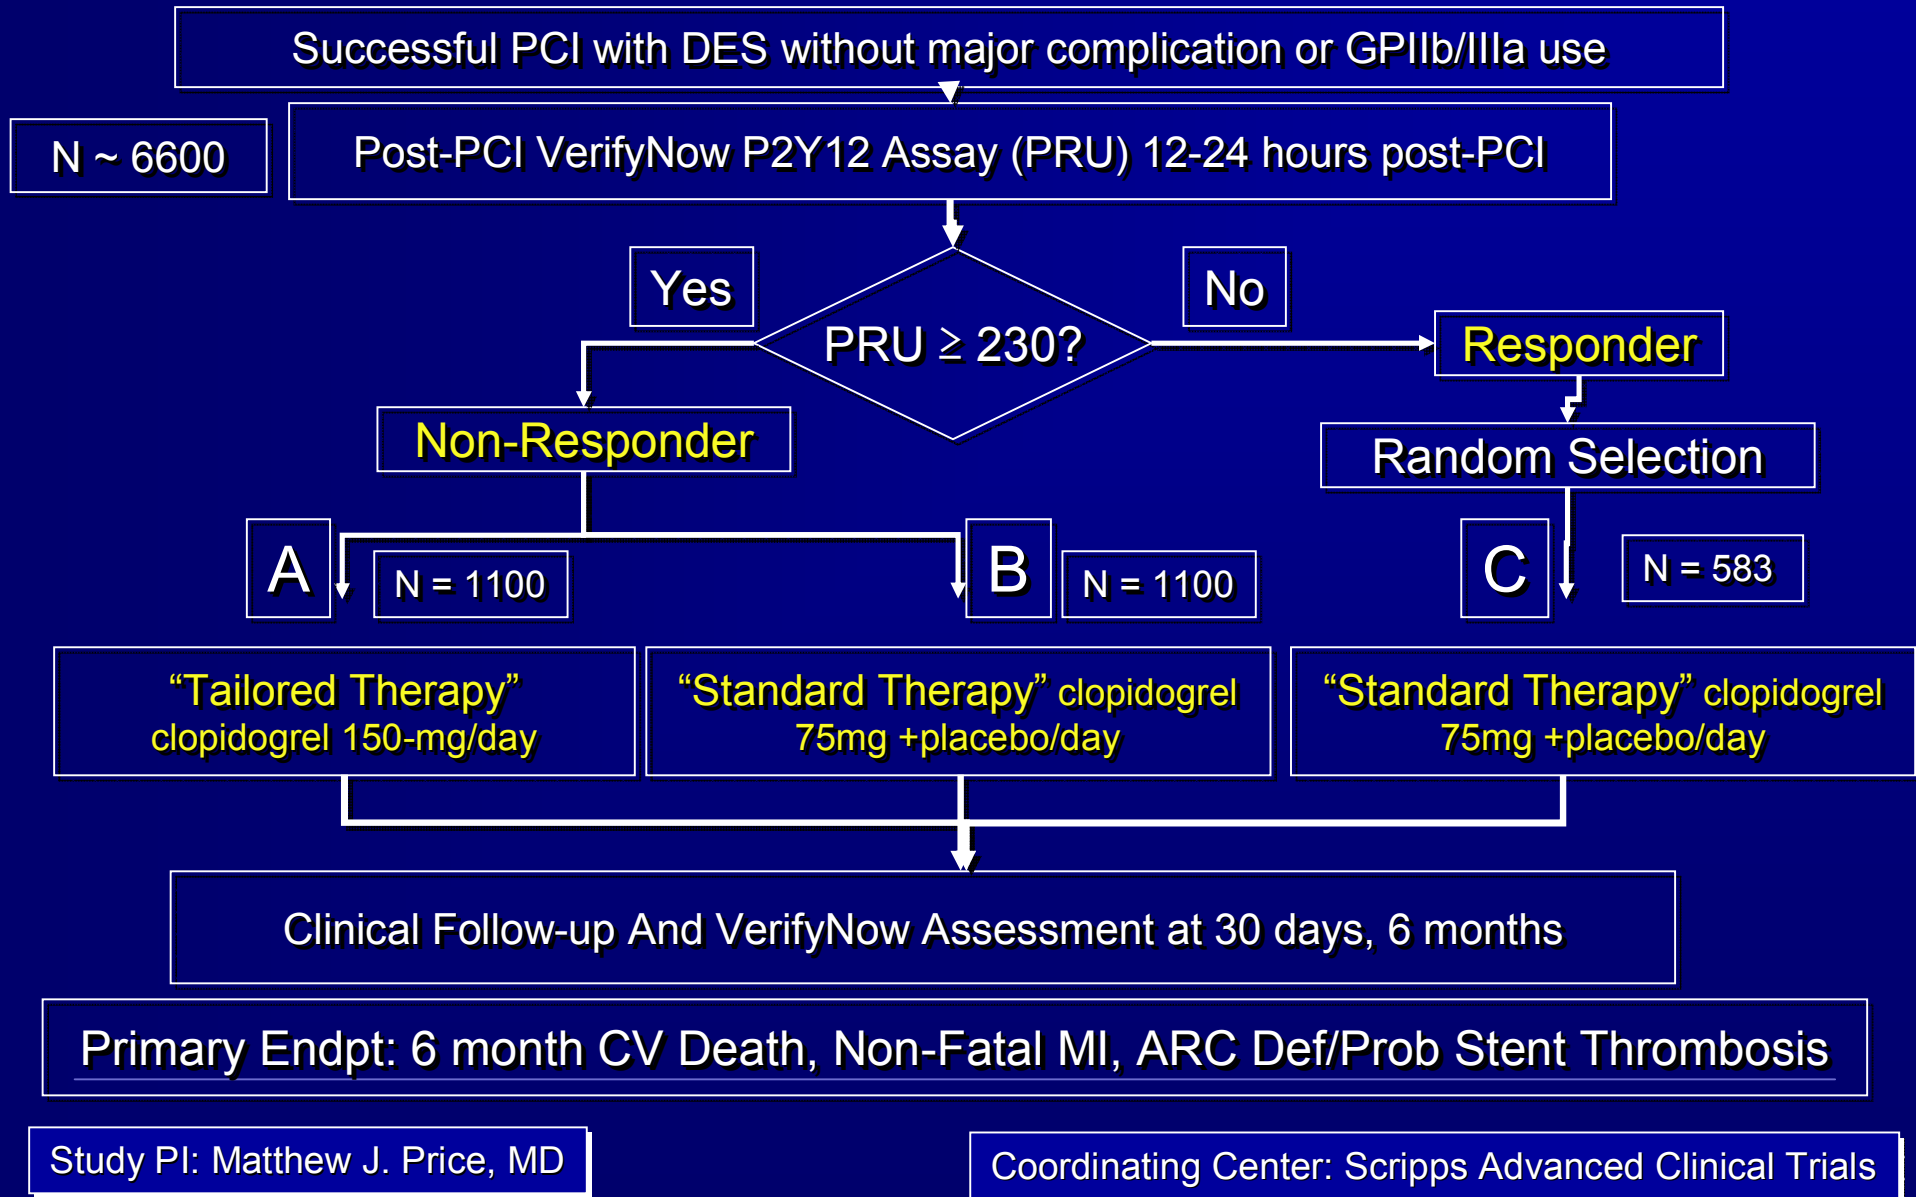 Successful PCI with DES without major complication or GPIIb/IIIa use
N ~ 6600
Post-PCI VerifyNow P2Y12 Assay (PRU) 12-24 hours post-PCI
Yes
No
PRU ≥ 230?
Responder
Non-Responder
Random Selection
A
N = 1100
B
N = 1100
C
N = 583
“Tailored Therapy”
clopidogrel 150-mg/day
“Standard Therapy” clopidogrel
75mg +placebo/day
“Standard Therapy” clopidogrel
75mg +placebo/day
Clinical Follow-up And VerifyNow Assessment at 30 days, 6 months
Primary Endpt: 6 month CV Death, Non-Fatal MI, ARC Def/Prob Stent Thrombosis
Study PI: Matthew J. Price, MD
Coordinating Center: Scripps Advanced Clinical Trials